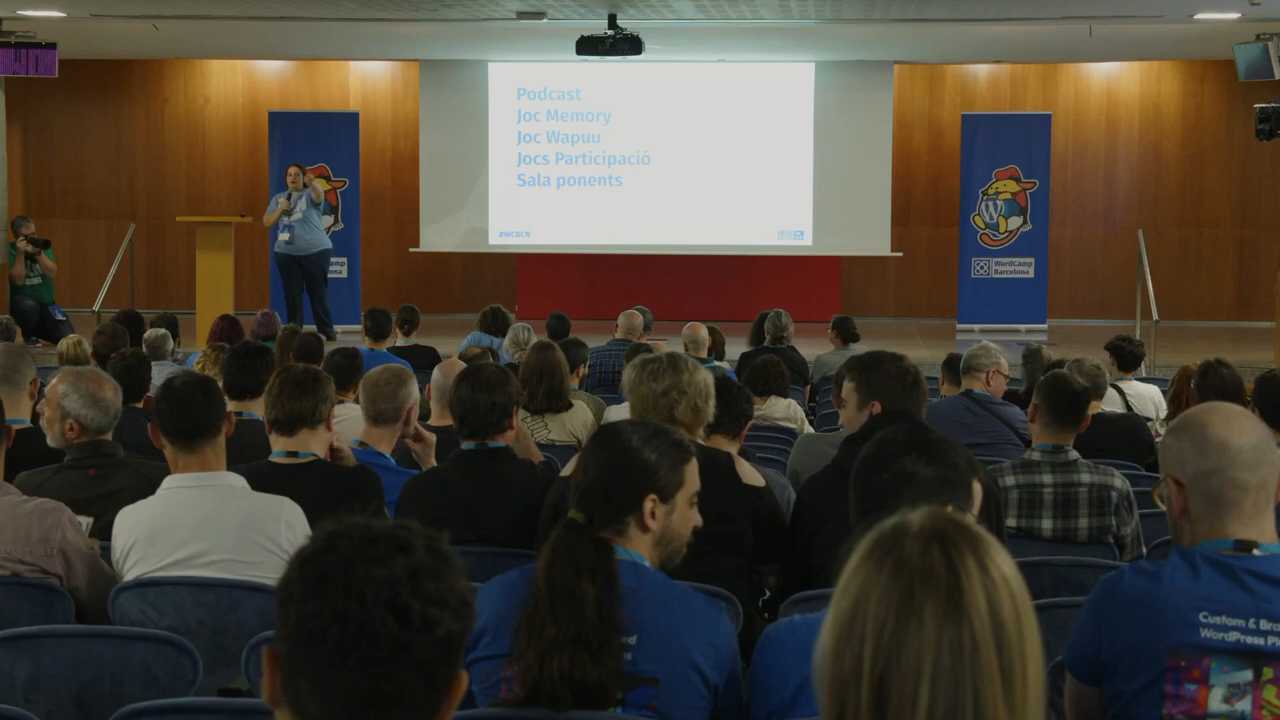 Podcast
Joc Memory
Joc Wapuu
Jocs Participació
Sala ponents
#WCBCN
W
WordCamp
Barcelona
Custom & Bra
WordPress Pl